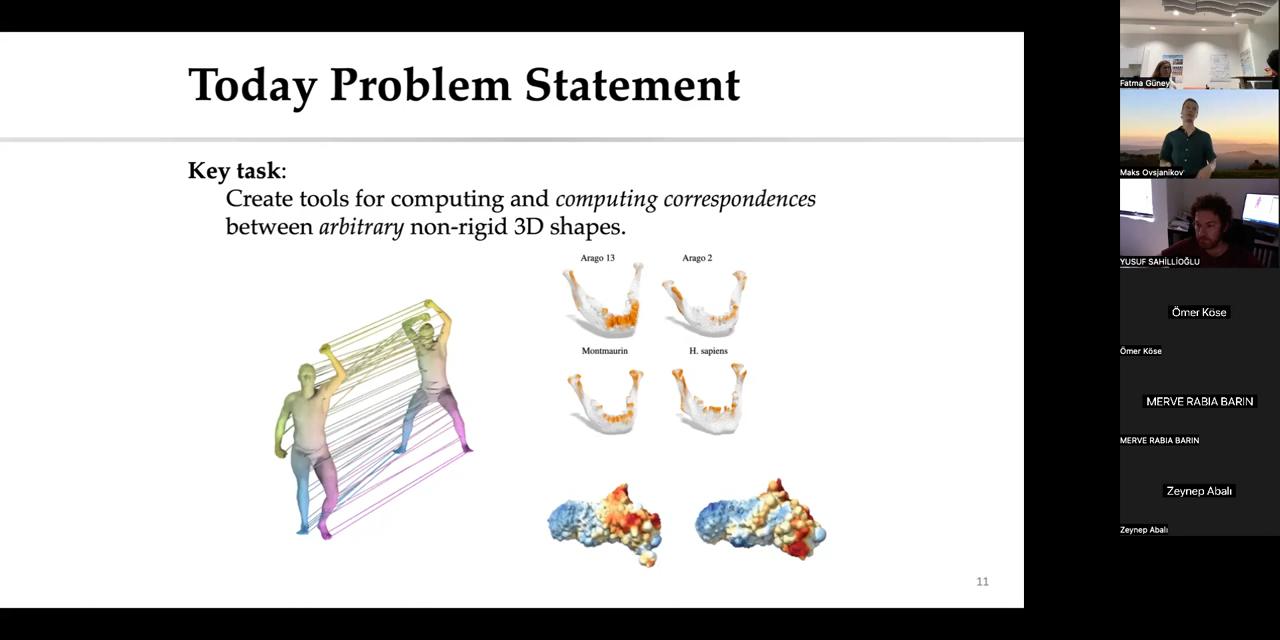 Today Problem Statement
Key task:
Create tools for computing and computing correspondences
between arbitrary non-rigid 3D shapes.
Arago 13
Arago 2
Montmaurin
H. sapiens
11
Fatma Güney
Maks Ovsjanikov
YUSUF SAHİLLİOĞLU
Ömer Köse
Ömer Köse
MERVE RABIA BARIN
MERVE RABIA BARIN
Zeynep Abalı
Zeynep Abalı